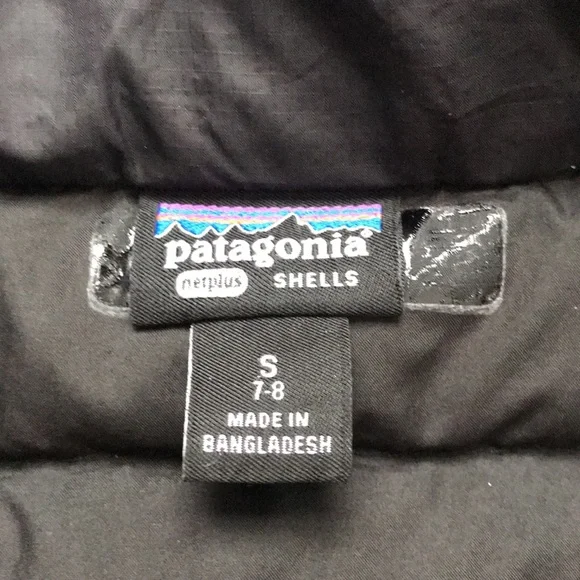 patagonia®
netplus SHELLS
S
7-8
MADE IN
BANGLADESH